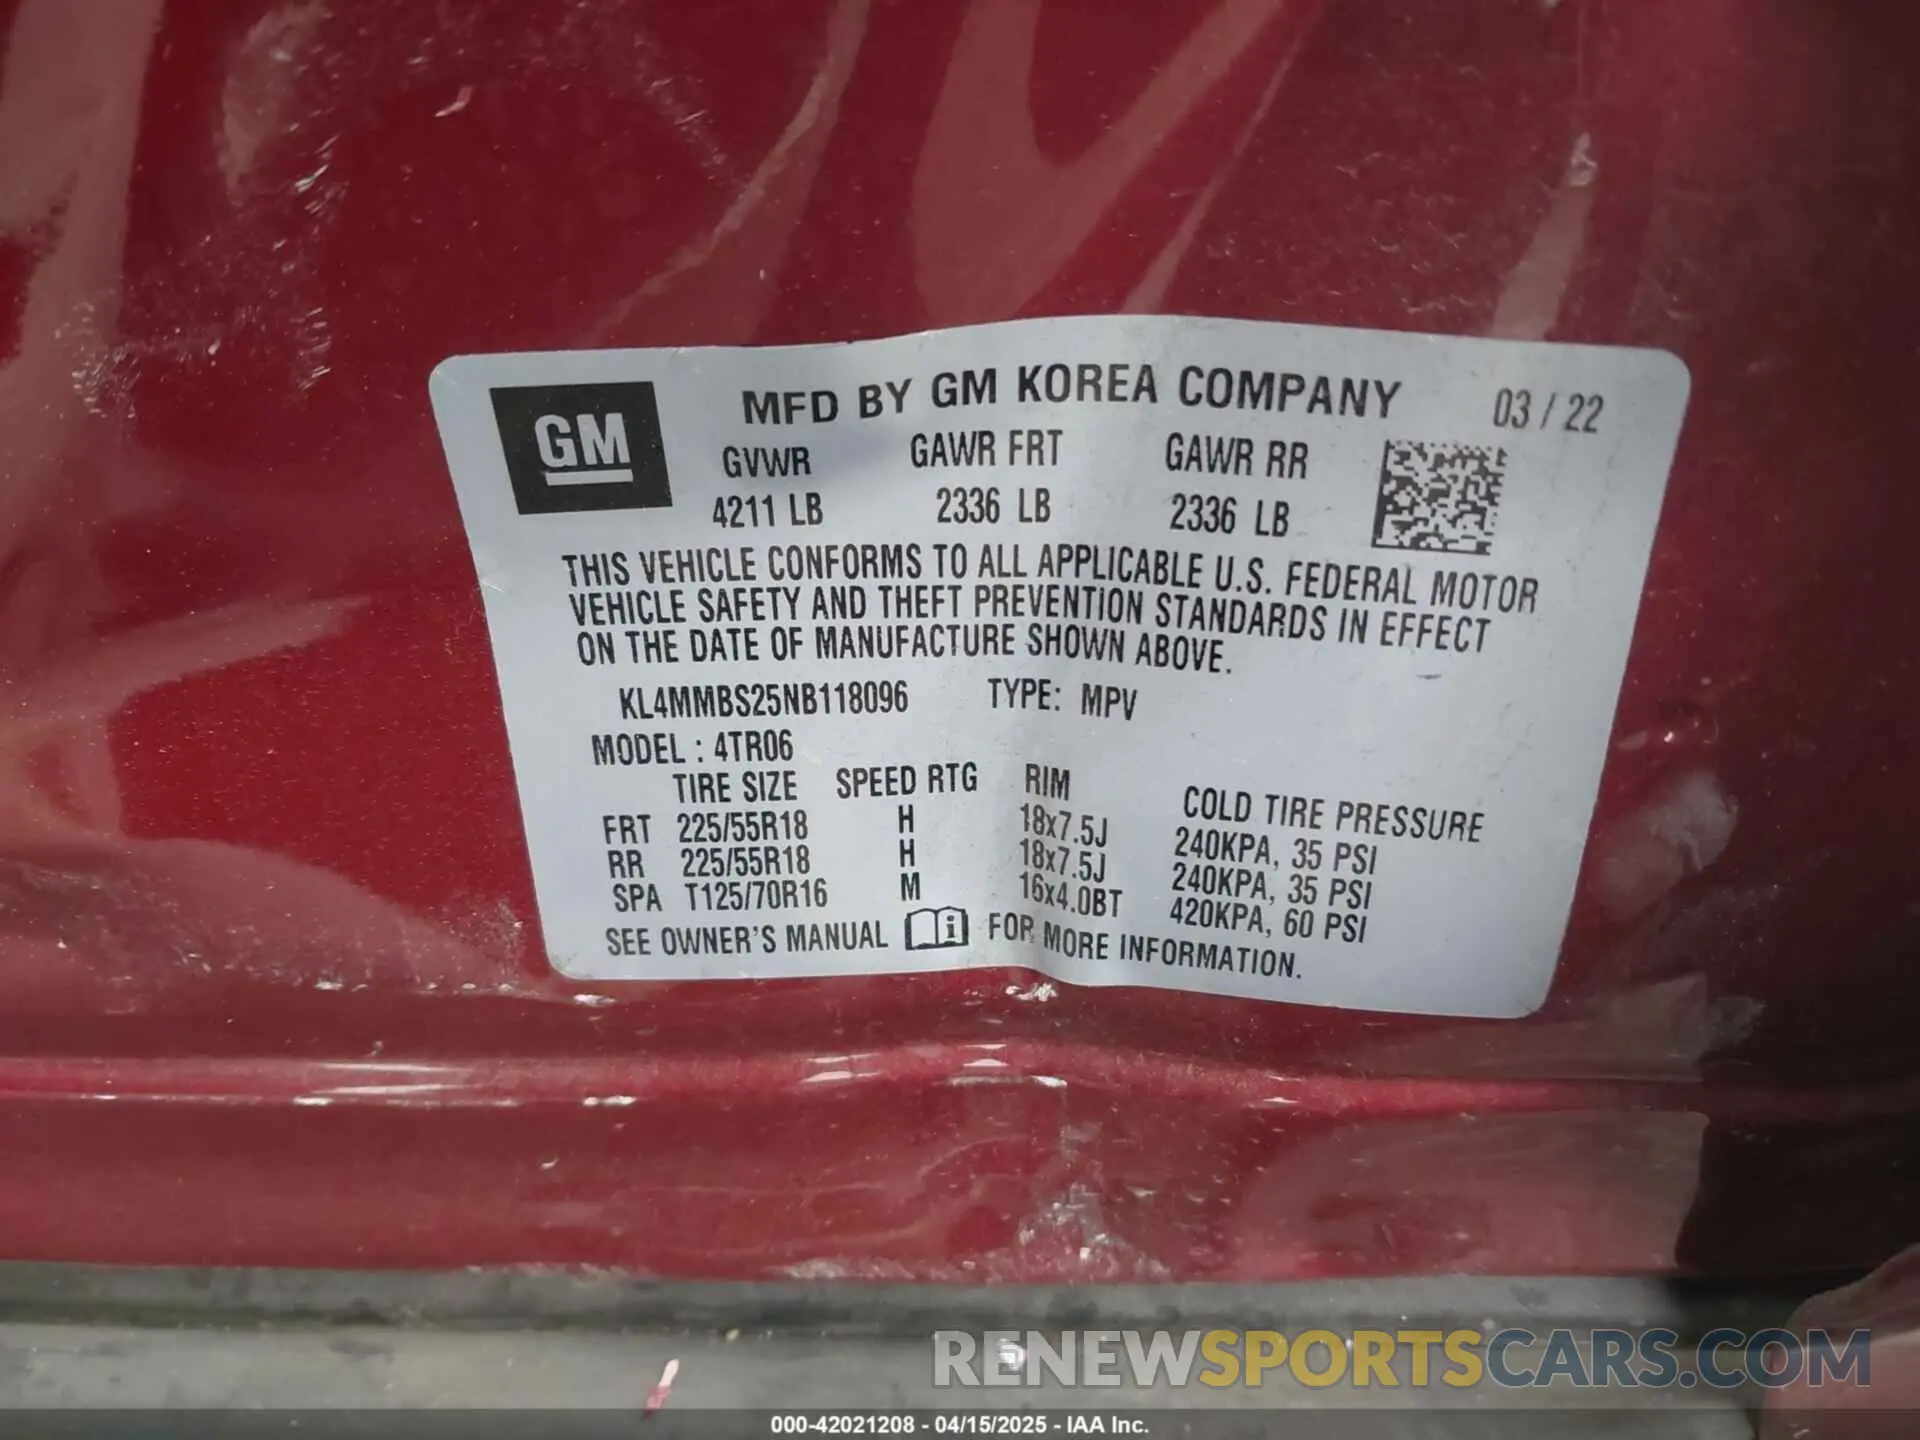 GM
MFD BY GM KOREA COMPANY 03 / 22
GVWR GAWR FRT GAWR RR
4211 LB 2336 LB 2336 LB
THIS VEHICLE CONFORMS TO ALL APPLICABLE U.S. FEDERAL MOTOR
VEHICLE SAFETY AND THEFT PREVENTION STANDARDS IN EFFECT
ON THE DATE OF MANUFACTURE SHOWN ABOVE.
KL4MMBS25NB118096 TYPE: MPV
MODEL : 4TR06
TIRE SIZE SPEED RTG RIM COLD TIRE PRESSURE
FRT 225/55R18 H 18x7.5J 240KPA, 35 PSI
RR 225/55R18 H 18x7.5J 240KPA, 35 PSI
SPA T125/70R16 M 16x4.0BT 420KPA, 60 PSI
SEE OWNER'S MANUAL i FOR MORE INFORMATION.
RENEWSPORTSCARS.COM
000-42021208 - 04/15/2025 - IAA Inc.